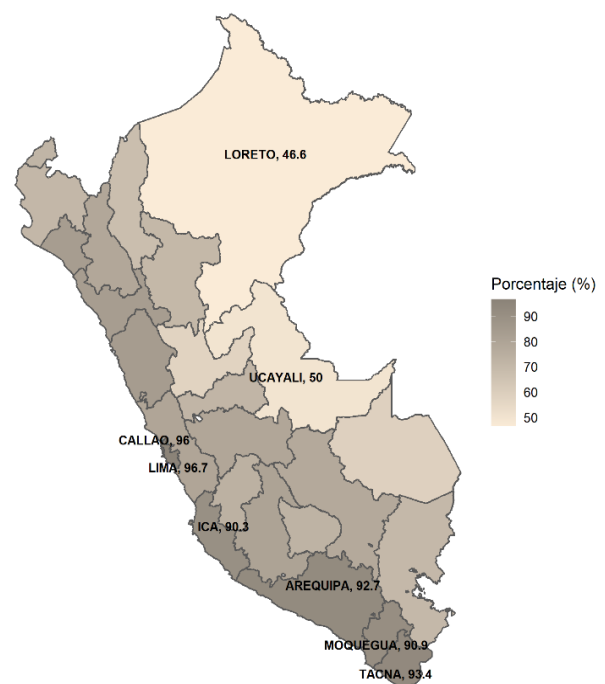 LORETO, 46.6
Porcentaje (%)
90
80
70
60
50
UCAYALI, 50
CALLAO, 96
LIMA, 96.7
ICA, 90.3
AREQUIPA, 92.7
MOQUEGUA, 90.9
TACNA, 93.4